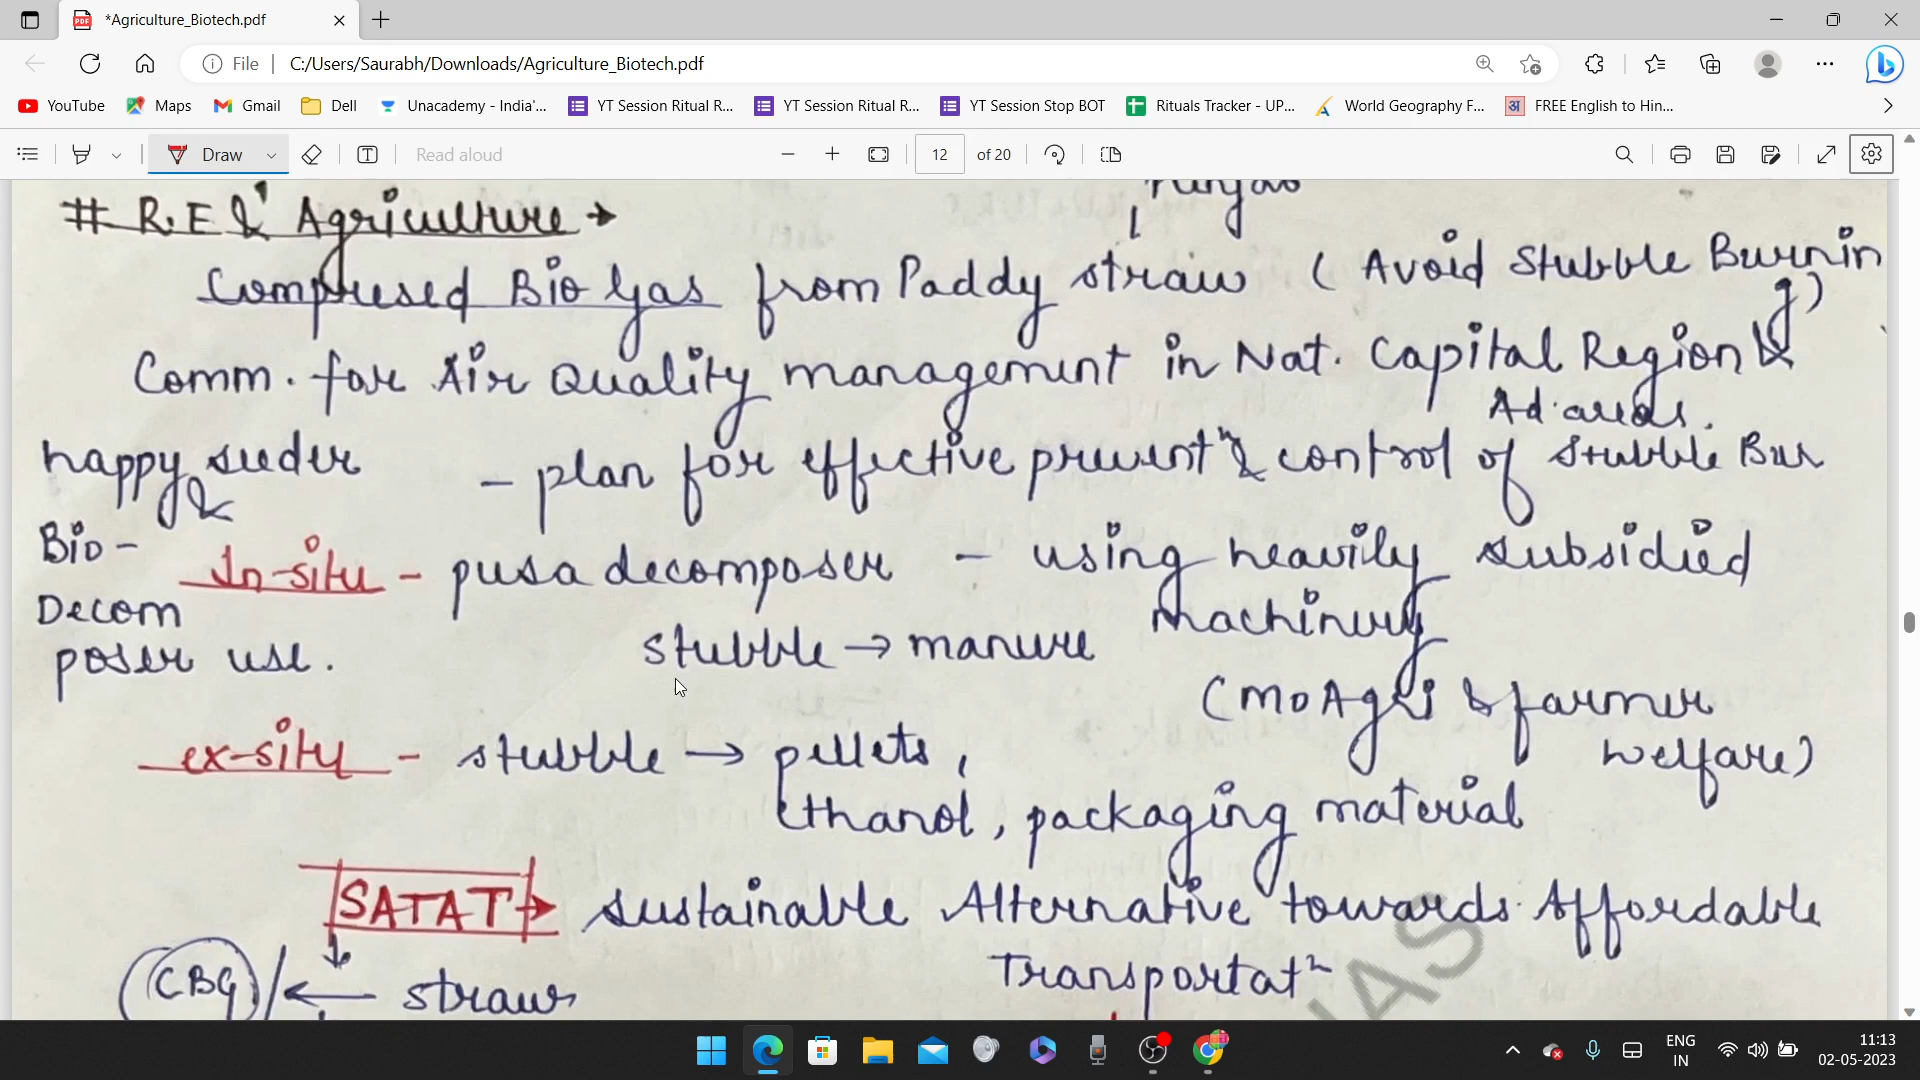 *Agriculture_Biotech.pdf
File
C:/Users/Saurabh/Downloads/Agriculture_Biotech.pdf
YouTube Maps Gmail Dell Unacademy - India'... YT Session Ritual R... YT Session Ritual R... YT Session Stop BOT Rituals Tracker - UP... World Geography F... FREE English to Hin...
Draw Read aloud 12 of 20
# R.E & Agriculture →
Compressed Bio Gas from Paddy straw ( Avoid Stubble Burning )
Comm. for Air Quality management in Nat. Capital Region &
Ad. areas.
happy seeder - plan for effective preventⁿ & control of Stubble Bur
&
Bio-
In-situ - pusa decomposer - using heavily subsidied
Decom machinery
poser use. stubble → manure
(MoAgri & farmer
ex-situ - stubble → pellets, welfare)
Ethanol, packaging material
SATAT → Sustainable Alternative towards Affordable
Transportatⁿ
CBG ← straw
IAS
ENG
IN
11:13
02-05-2023